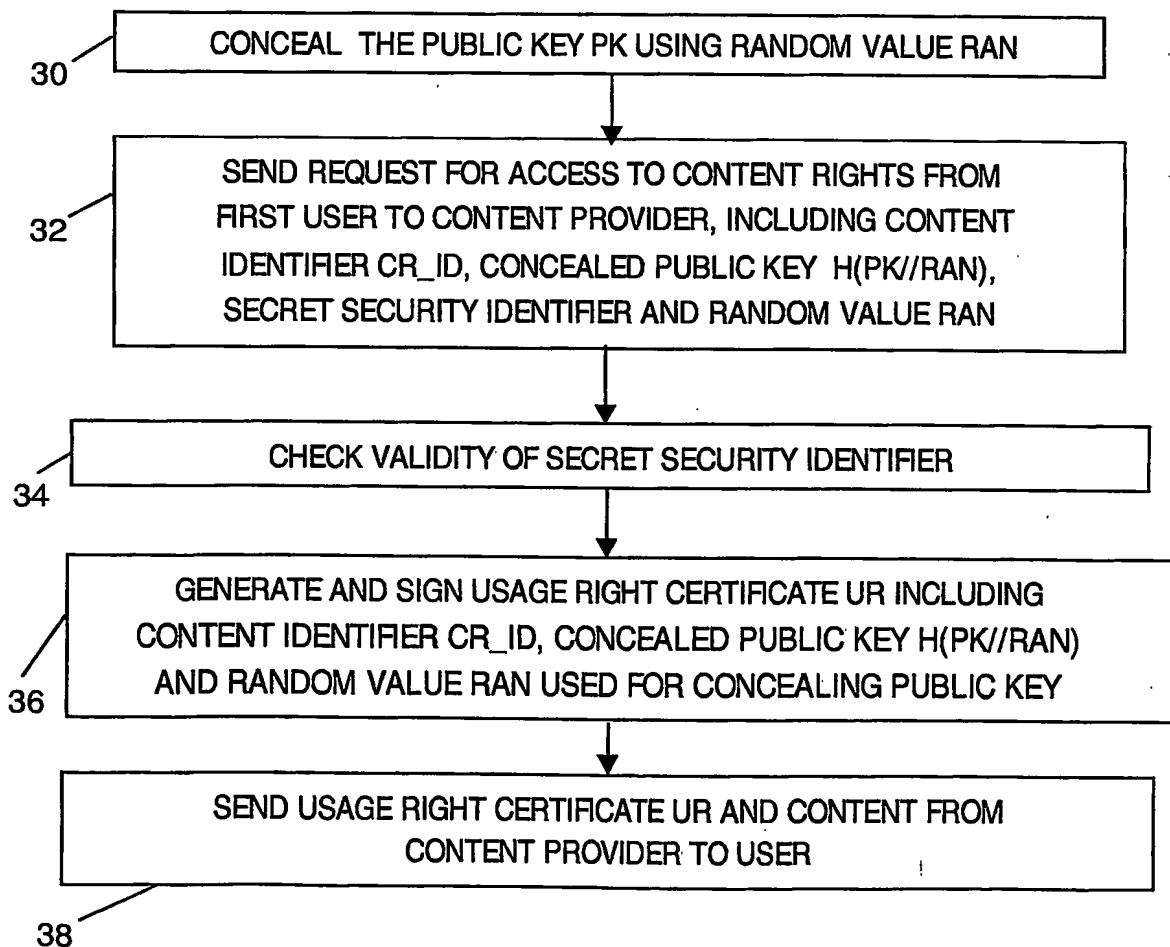 CONCEAL THE PUBLIC KEY PK USING RANDOM VALUE RAN
30
SEND REQUEST FOR ACCESS TO CONTENT RIGHTS FROM
FIRST USER TO CONTENT PROVIDER, INCLUDING CONTENT
IDENTIFIER CR_ID, CONCEALED PUBLIC KEY H(PK//RAN),
SECRET SECURITY IDENTIFIER AND RANDOM VALUE RAN
32
CHECK VALIDITY OF SECRET SECURITY IDENTIFIER
34
GENERATE AND SIGN USAGE RIGHT CERTIFICATE UR INCLUDING
CONTENT IDENTIFIER CR_ID, CONCEALED PUBLIC KEY H(PK//RAN)
AND RANDOM VALUE RAN USED FOR CONCEALING PUBLIC KEY
36
SEND USAGE RIGHT CERTIFICATE UR AND CONTENT FROM
CONTENT PROVIDER TO USER
38